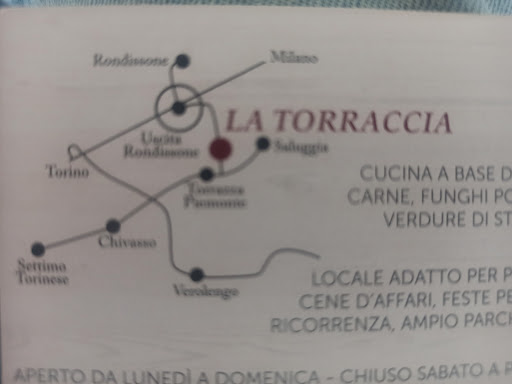 Rondissone
Milano
LA TORRACCIA
Uscita
Rondissone
Saluggia
Torino
CUCINA A BASE D
CARNE, FUNGHI PO
Torrazza
Piemonte
VERDURE DI ST
Chivasso
Settimo
Torinese
Verolengo
LOCALE ADATTO PER P
CENE D'AFFARI, FESTE PE
RICORRENZA, AMPIO PARCH
APERTO DA LUNEDÌ A DOMENICA - CHIUSO SABATO A P